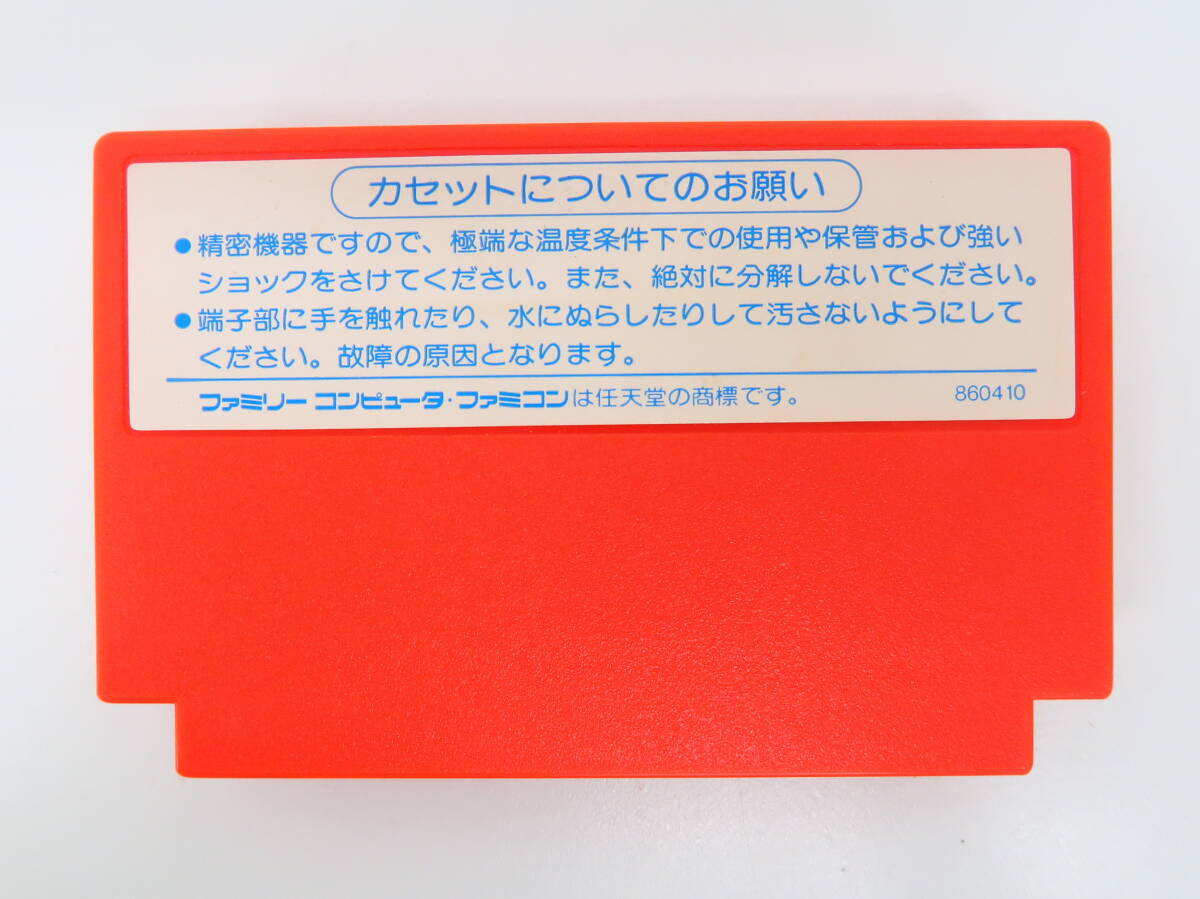 カセットについてのお願い
●精密機器ですので、極端な温度条件下での使用や保管および強い
ショックをさけてください。また、絶対に分解しないでください。
●端子部に手を触れたり、水にぬらしたりして汚さないようにして
ください。故障の原因となります。
ファミリー コンピュータ・ファミコンは任天堂の商標です。 860410